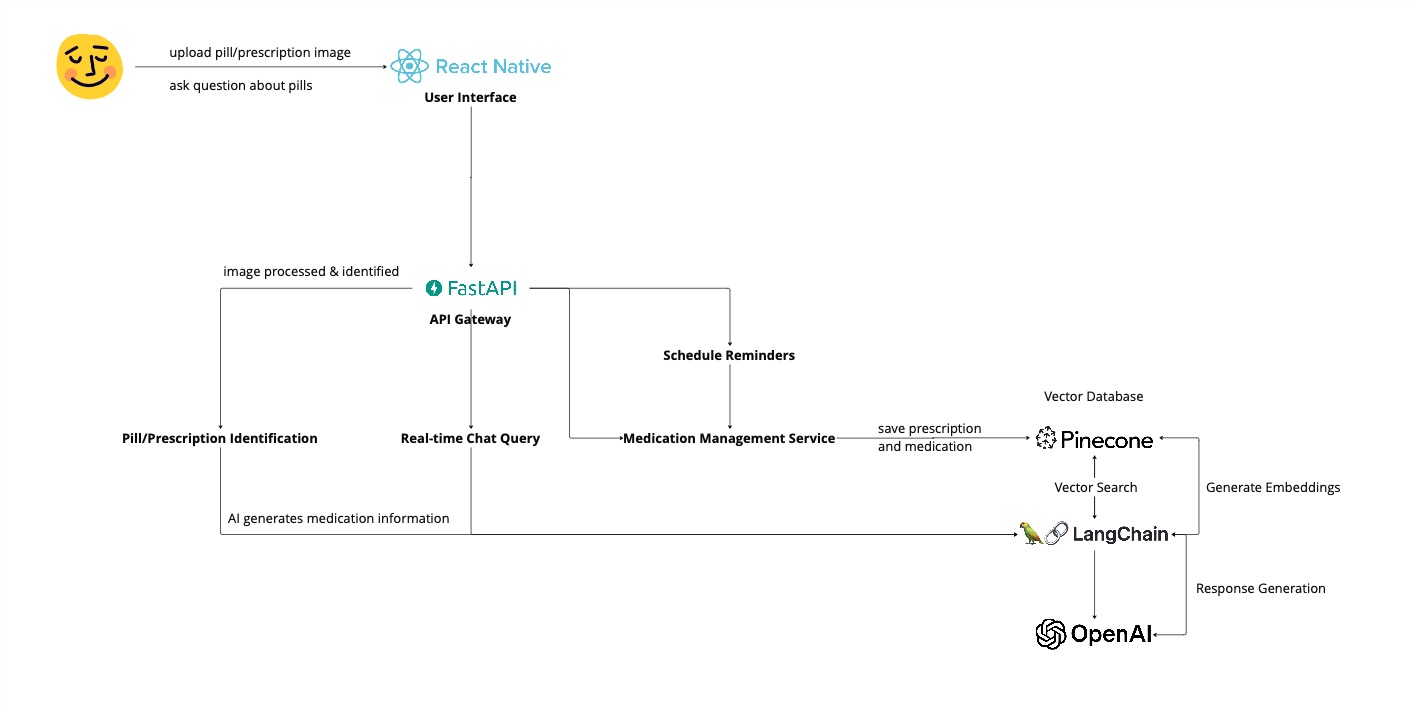 upload pill/prescription image
ask question about pills
React Native
User Interface
image processed & identified
FastAPI
API Gateway
Schedule Reminders
Vector Database
Pill/Prescription Identification
Real-time Chat Query
Medication Management Service
save prescription
and medication
Pinecone
Vector Search
Generate Embeddings
AI generates medication information
LangChain
Response Generation
OpenAI